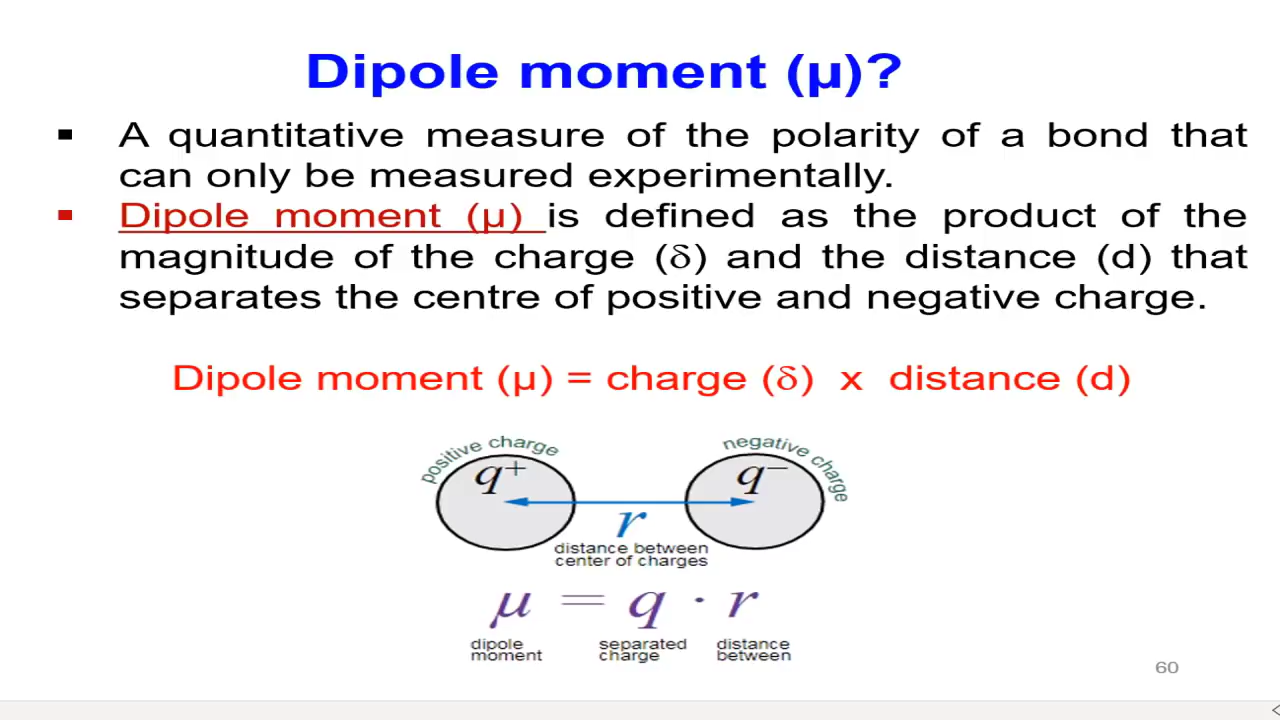 Dipole moment (µ)?
▪ A quantitative measure of the polarity of a bond that
can only be measured experimentally.
▪ Dipole moment (µ) is defined as the product of the
magnitude of the charge (δ) and the distance (d) that
separates the centre of positive and negative charge.
Dipole moment (µ) = charge (δ) x distance (d)
positive charge
negative charge
q+
q−
r
distance between
center of charges
µ = q · r
dipole
moment
separated
charge
distance
between
60
<